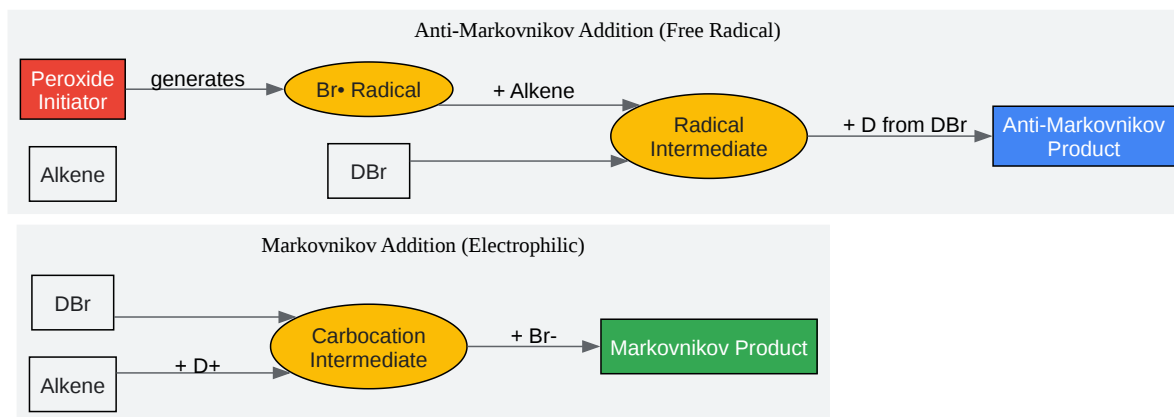 Anti-Markovnikov Addition (Free Radical)
Peroxide
Initiator
generates
Br• Radical
+ Alkene
Radical
Intermediate
+ D from DBr
Anti-Markovnikov
Product
Alkene
DBr
Markovnikov Addition (Electrophilic)
DBr
Alkene
+ D+
Carbocation
Intermediate
+ Br-
Markovnikov Product